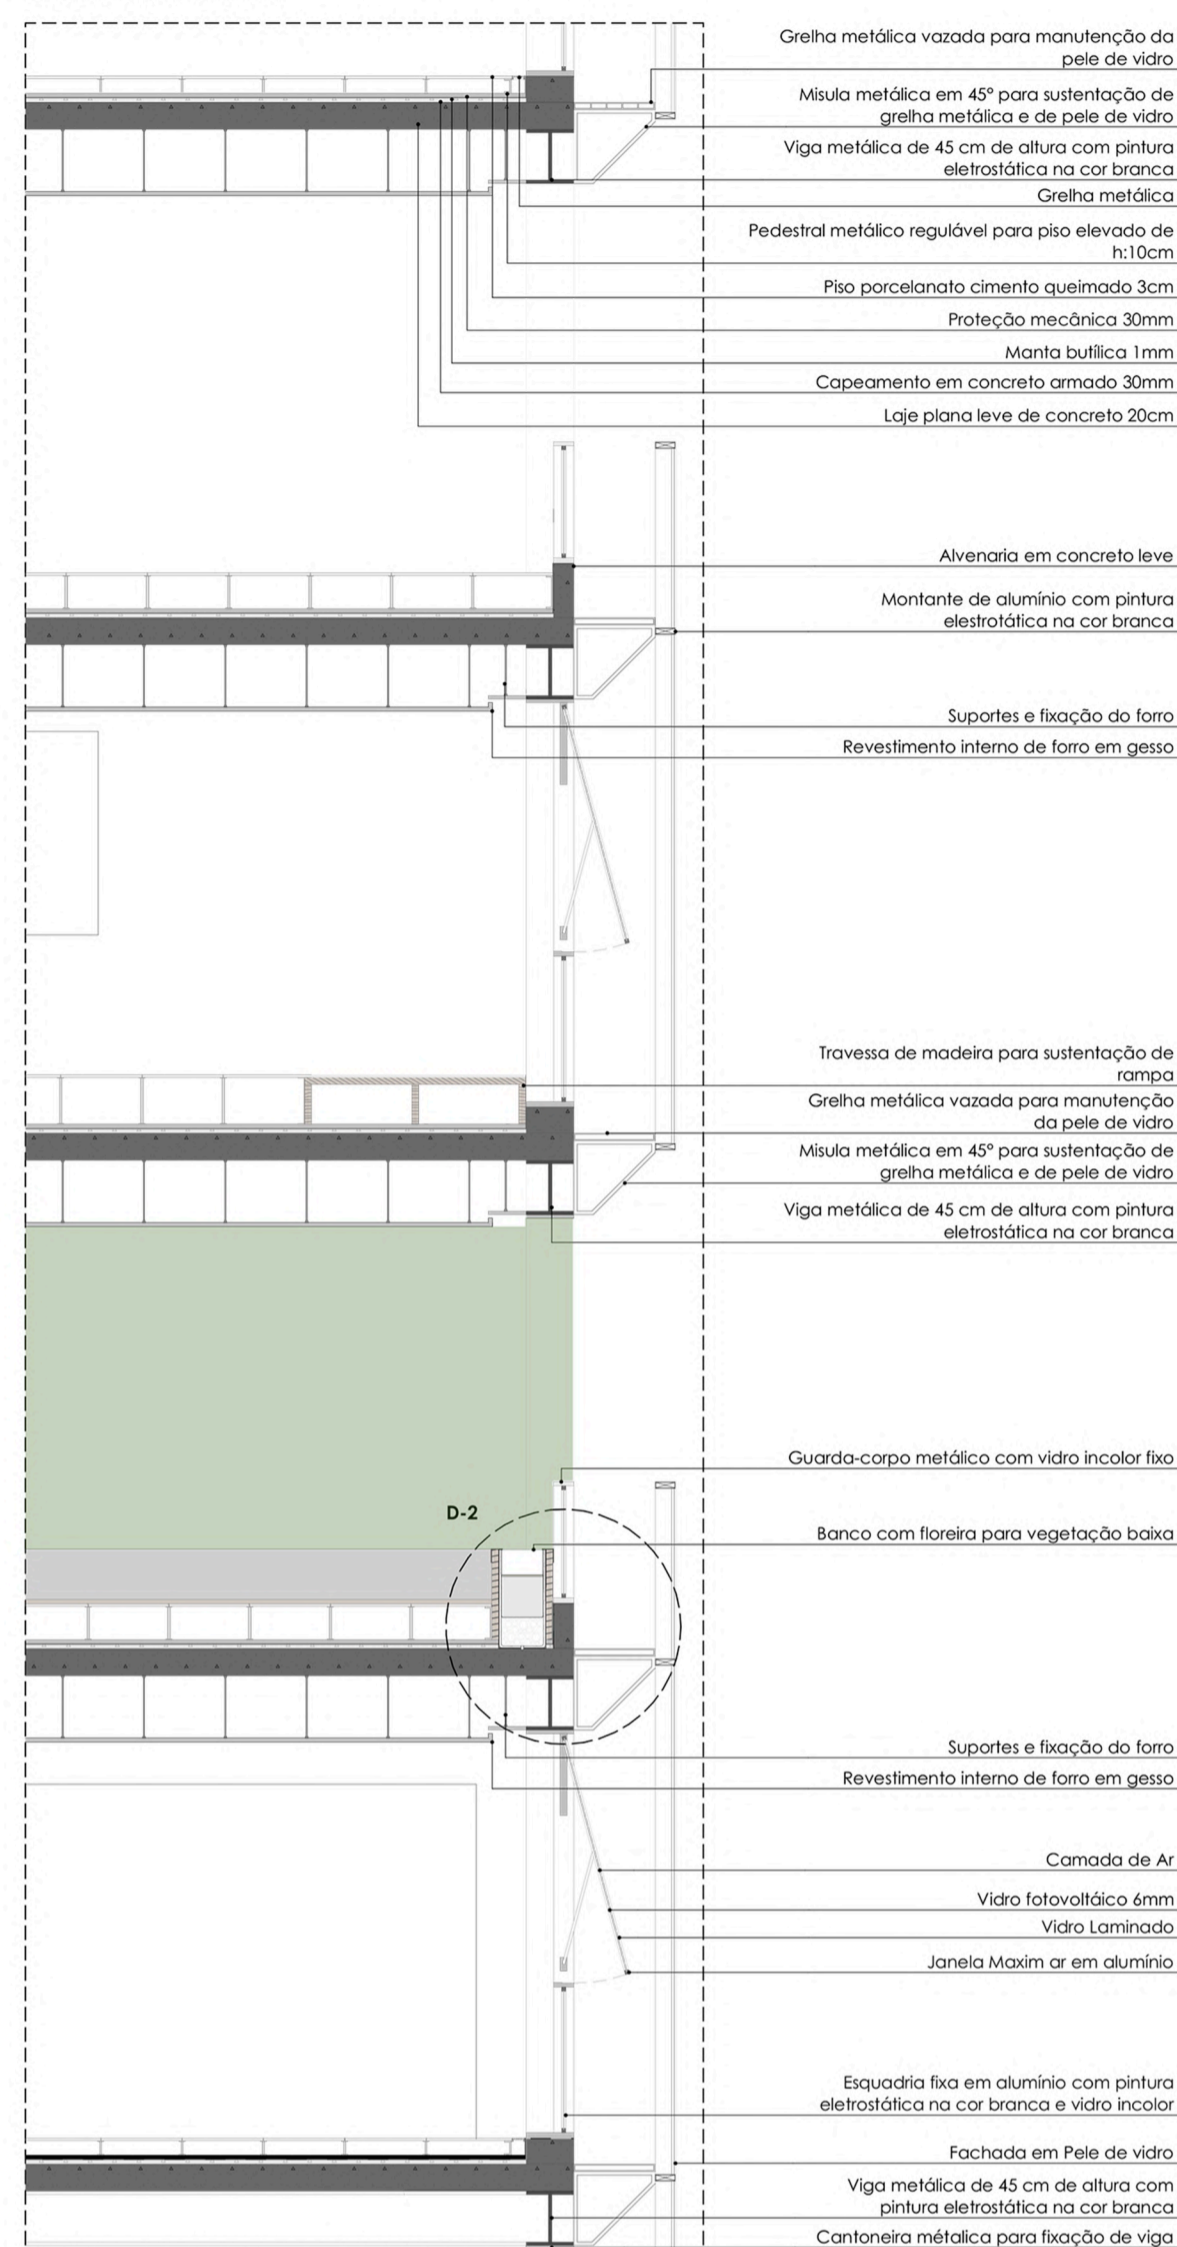 Grelha metálica vazada para manutenção da
pele de vidro
Misula metálica em 45° para sustentação de
grelha metálica e de pele de vidro
Viga metálica de 45 cm de altura com pintura
eletrostática na cor branca
Grelha metálica
Pedestral metálico regulável para piso elevado de
h:10cm
Piso porcelanato cimento queimado 3cm
Proteção mecânica 30mm
Manta butílica 1mm
Capeamento em concreto armado 30mm
Laje plana leve de concreto 20cm
Alvenaria em concreto leve
Montante de alumínio com pintura
elestrotática na cor branca
Suportes e fixação do forro
Revestimento interno de forro em gesso
Travessa de madeira para sustentação de
rampa
Grelha metálica vazada para manutenção
da pele de vidro
Misula metálica em 45° para sustentação de
grelha metálica e de pele de vidro
Viga metálica de 45 cm de altura com pintura
eletrostática na cor branca
Guarda-corpo metálico com vidro incolor fixo
D-2
Banco com floreira para vegetação baixa
Suportes e fixação do forro
Revestimento interno de forro em gesso
Camada de Ar
Vidro fotovoltáico 6mm
Vidro Laminado
Janela Maxim ar em alumínio
Esquadria fixa em alumínio com pintura
eletrostática na cor branca e vidro incolor
Fachada em Pele de vidro
Viga metálica de 45 cm de altura com
pintura eletrostática na cor branca
Cantoneira métalica para fixação de viga